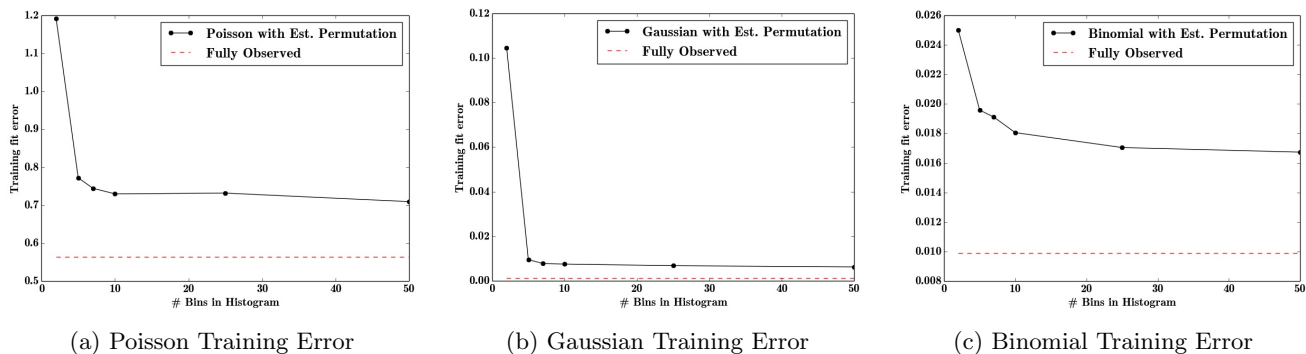 1.2
1.1
1.0
0.9
0.8
0.7
0.6
0.5
Training fit error
Poisson with Est. Permutation
Fully Observed
0 10 20 30 40 50
# Bins in Histogram
(a) Poisson Training Error
0.12
0.10
0.08
0.06
0.04
0.02
0.00
Training fit error
Gaussian with Est. Permutation
Fully Observed
0 10 20 30 40 50
# Bins in Histogram
(b) Gaussian Training Error
0.026
0.024
0.022
0.020
0.018
0.016
0.014
0.012
0.010
0.008
Training fit error
Binomial with Est. Permutation
Fully Observed
0 10 20 30 40 50
# Bins in Histogram
(c) Binomial Training Error